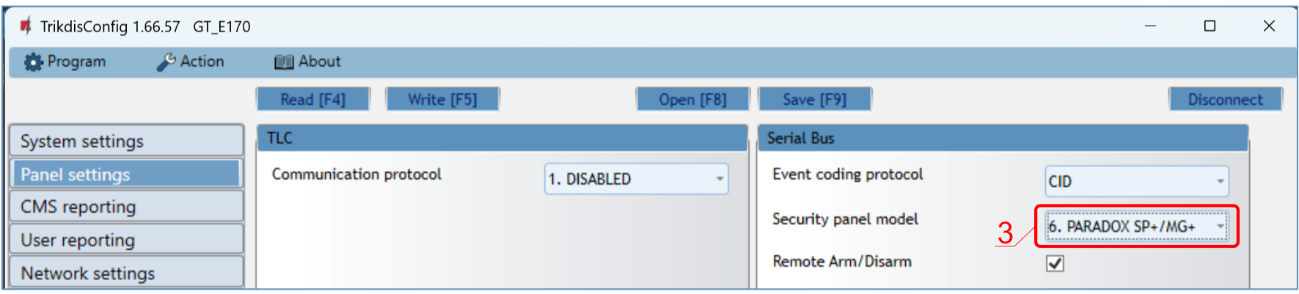 TrikdisConfig 1.66.57 GT_E170
Program Action About
Read [F4] Write [F5] Open [F8] Save [F9] Disconnect
System settings
Panel settings
CMS reporting
User reporting
Network settings
TLC
Communication protocol 1. DISABLED
Serial Bus
Event coding protocol CID
Security panel model 6. PARADOX SP+/MG+
3
Remote Arm/Disarm